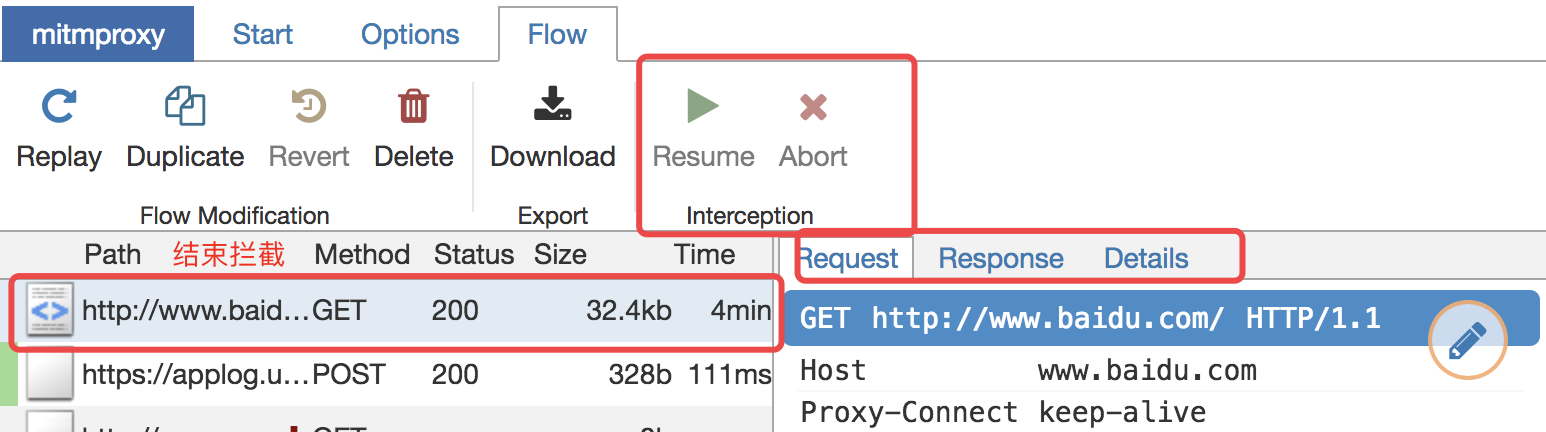 mitmproxy Start Options Flow
Replay Duplicate Revert Delete Download Resume Abort
Flow Modification Export Interception
Path 结束拦截 Method Status Size Time
Request Response Details
http://www.baid...GET 200 32.4kb 4min
GET http://www.baidu.com/ HTTP/1.1
https://applog.u...POST 200 328b 111ms
Host www.baidu.com
Proxy-Connect keep-alive